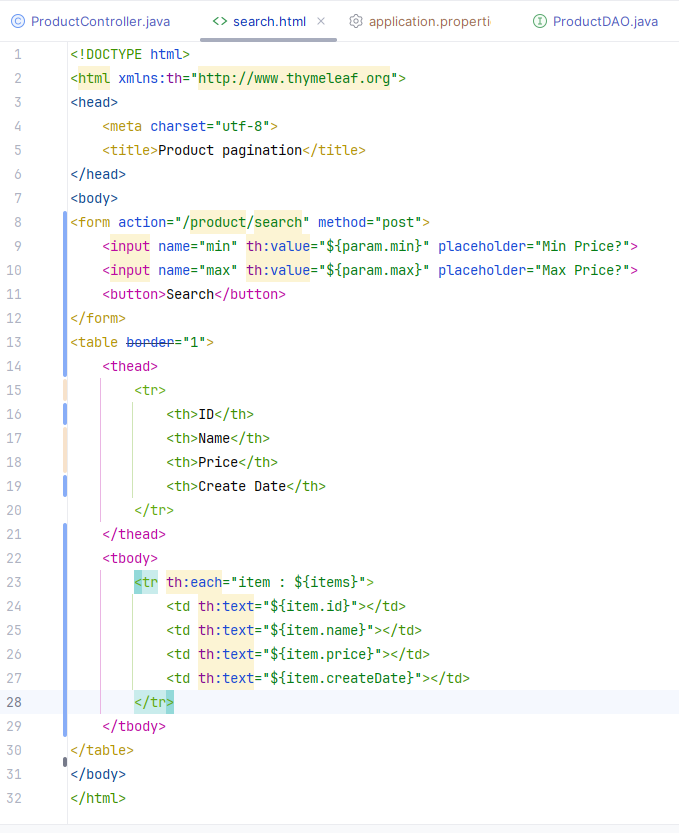 ProductController.java search.html application.properti ProductDAO.java
1 <!DOCTYPE html>
2 <html xmlns:th="http://www.thymeleaf.org">
3 <head>
4     <meta charset="utf-8">
5     <title>Product pagination</title>
6 </head>
7 <body>
8 <form action="/product/search" method="post">
9     <input name="min" th:value="${param.min}" placeholder="Min Price?">
10     <input name="max" th:value="${param.max}" placeholder="Max Price?">
11     <button>Search</button>
12 </form>
13 <table border="1">
14     <thead>
15         <tr>
16             <th>ID</th>
17             <th>Name</th>
18             <th>Price</th>
19             <th>Create Date</th>
20         </tr>
21     </thead>
22     <tbody>
23         <tr th:each="item : ${items}">
24             <td th:text="${item.id}"></td>
25             <td th:text="${item.name}"></td>
26             <td th:text="${item.price}"></td>
27             <td th:text="${item.createDate}"></td>
28         </tr>
29     </tbody>
30 </table>
31 </body>
32 </html>